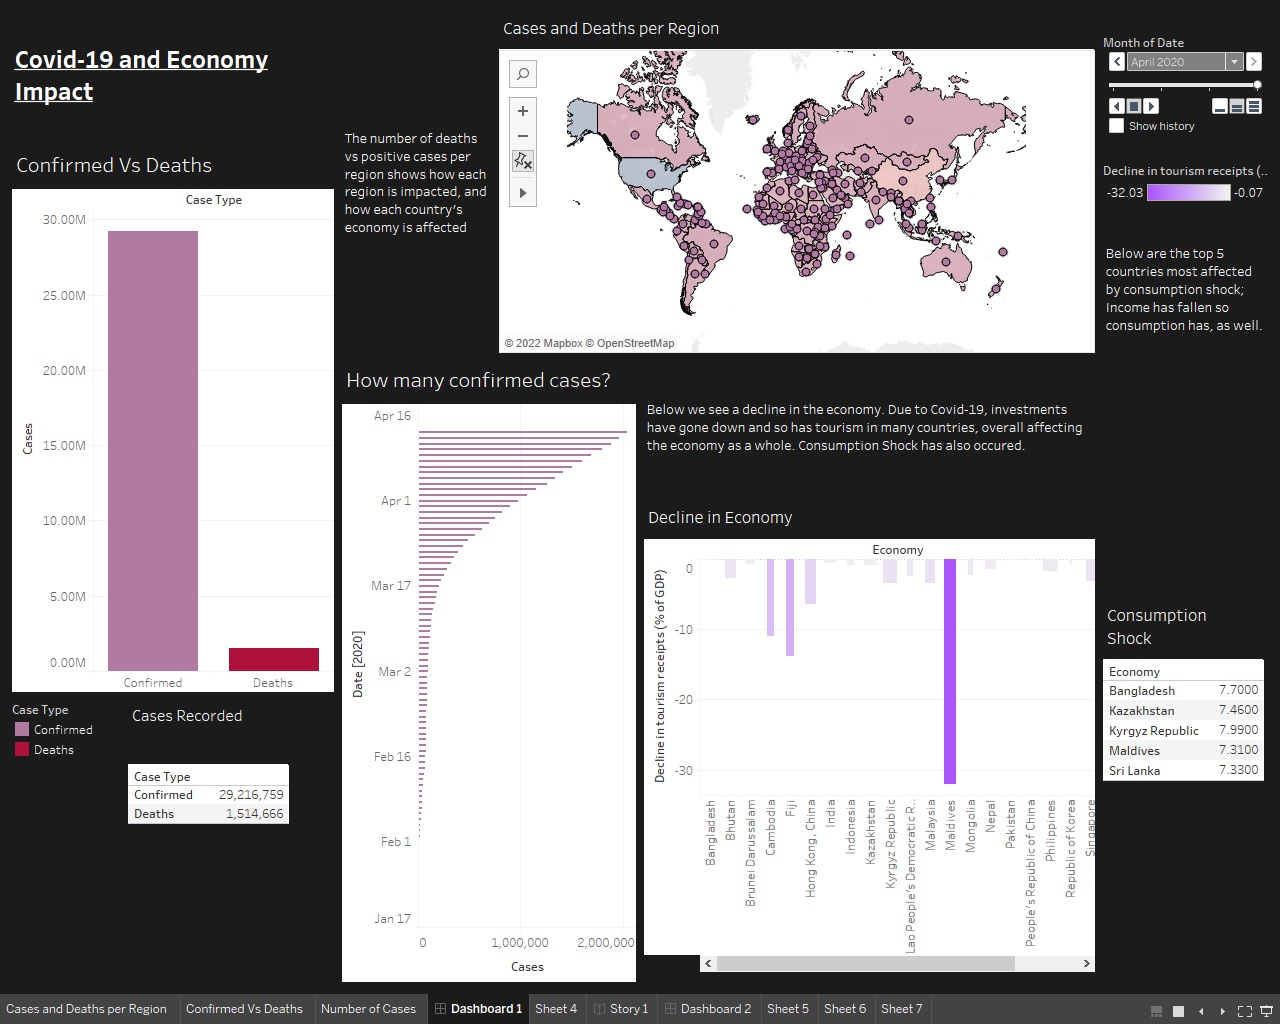 Covid-19 and Economy
Impact
Confirmed Vs Deaths
Case Type
30.00M
25.00M
20.00M
15.00M
10.00M
5.00M
0.00M
Cases
Confirmed
Deaths
Case Type
Confirmed
Deaths
Cases Recorded
Case Type
Confirmed 29,216,759
Deaths 1,514,666
The number of deaths
vs positive cases per
region shows how each
region is impacted, and
how each country's
economy is affected
Cases and Deaths per Region
© 2022 Mapbox © OpenStreetMap
Month of Date
April 2020
Show history
Decline in tourism receipts (..
-32.03 -0.07
Below are the top 5
countries most affected
by consumption shock;
Income has fallen so
consumption has, as well.
How many confirmed cases?
Apr 16
Apr 1
Mar 17
Mar 2
Feb 16
Feb 1
Jan 17
Date [2020]
0 1,000,000 2,000,000
Cases
Below we see a decline in the economy. Due to Covid-19, investments
have gone down and so has tourism in many countries, overall affecting
the economy as a whole. Consumption Shock has also occured.
Decline in Economy
Economy
0
-10
-20
-30
Decline in tourism receipts (% of GDP)
Bangladesh
Bhutan
Brunei Darussalam
Cambodia
Fiji
Hong Kong, China
India
Indonesia
Kazakhstan
Kyrgyz Republic
Lao People's Democratic R..
Malaysia
Maldives
Mongolia
Nepal
Pakistan
People's Republic of China
Philippines
Republic of Korea
Singapore
Consumption
Shock
Economy
Bangladesh 7.7000
Kazakhstan 7.4600
Kyrgyz Republic 7.9900
Maldives 7.3100
Sri Lanka 7.3300
Cases and Deaths per Region Confirmed Vs Deaths Number of Cases Dashboard 1 Sheet 4 Story 1 Dashboard 2 Sheet 5 Sheet 6 Sheet 7